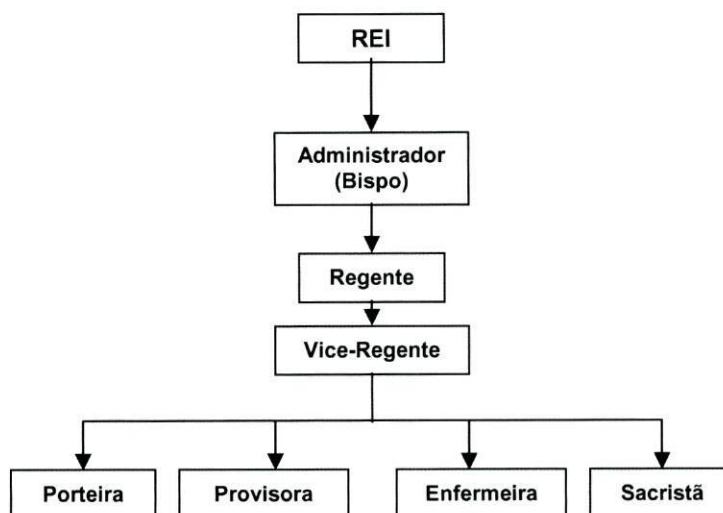 REI
Administrador
(Bispo)
Regente
Vice-Regente
Porteira
Provisora
Enfermeira
Sacristã